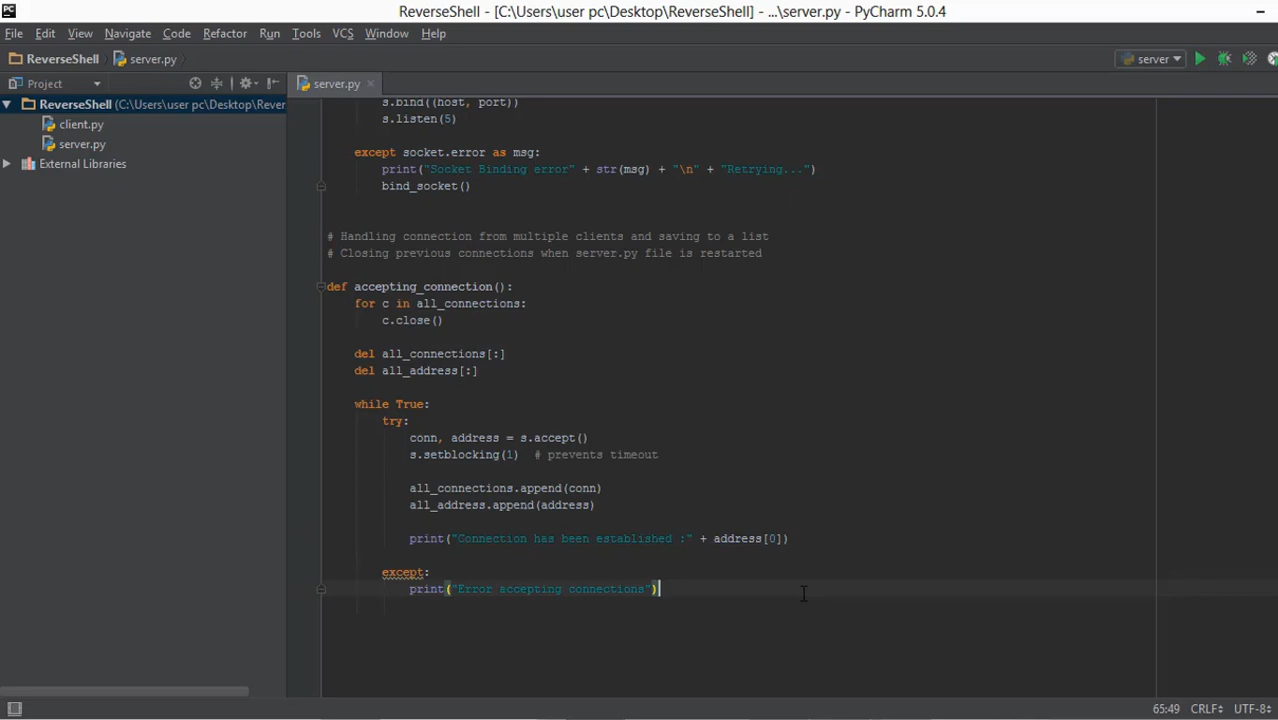 ReverseShell - [C:\Users\user pc\Desktop\ReverseShell] - ...\server.py - PyCharm 5.0.4
File Edit View Navigate Code Refactor Run Tools VCS Window Help
ReverseShell server.py server
Project server.py
ReverseShell (C:\Users\user pc\Desktop\Rever
client.py
server.py
External Libraries
s.bind((host, port))
s.listen(5)
except socket.error as msg:
print("Socket Binding error" + str(msg) + "\n" + "Retrying...")
bind_socket()
# Handling connection from multiple clients and saving to a list
# Closing previous connections when server.py file is restarted
def accepting_connection():
for c in all_connections:
c.close()
del all_connections[:]
del all_address[:]
while True:
try:
conn, address = s.accept()
s.setblocking(1)  # prevents timeout
all_connections.append(conn)
all_address.append(address)
print("Connection has been established :" + address[0])
except:
print("Error accepting connections")
65:49 CRLF UTF-8